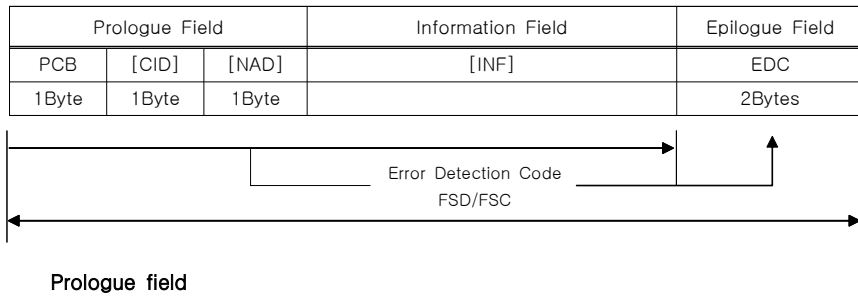 Prologue Field Information Field Epilogue Field
PCB [CID] [NAD] [INF] EDC
1Byte 1Byte 1Byte 2Bytes
Error Detection Code
FSD/FSC
Prologue field